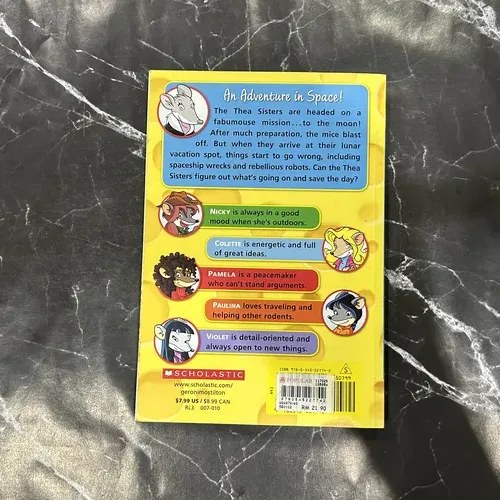 An Adventure in Space!
The Thea Sisters are headed on a
fabumouse mission...to the moon!
After much preparation, the mice blast
off. But when they arrive at their lunar
vacation spot, things start to go wrong, including
spaceship wrecks and rebellious robots. Can the Thea
Sisters figure out what's going on and save the day?
NICKY is always in a good
mood when she's outdoors.
COLETTE is energetic and full
of great ideas.
PAMELA is a peacemaker
who can't stand arguments.
PAULINA loves traveling and
helping other rodents.
VIOLET is detail-oriented and
always open to new things.
SCHOLASTIC
www.scholastic.com/
geronimostilton
$7.99 US / $8.99 CAN
RL3 007-010
S
50799
RM 21.90